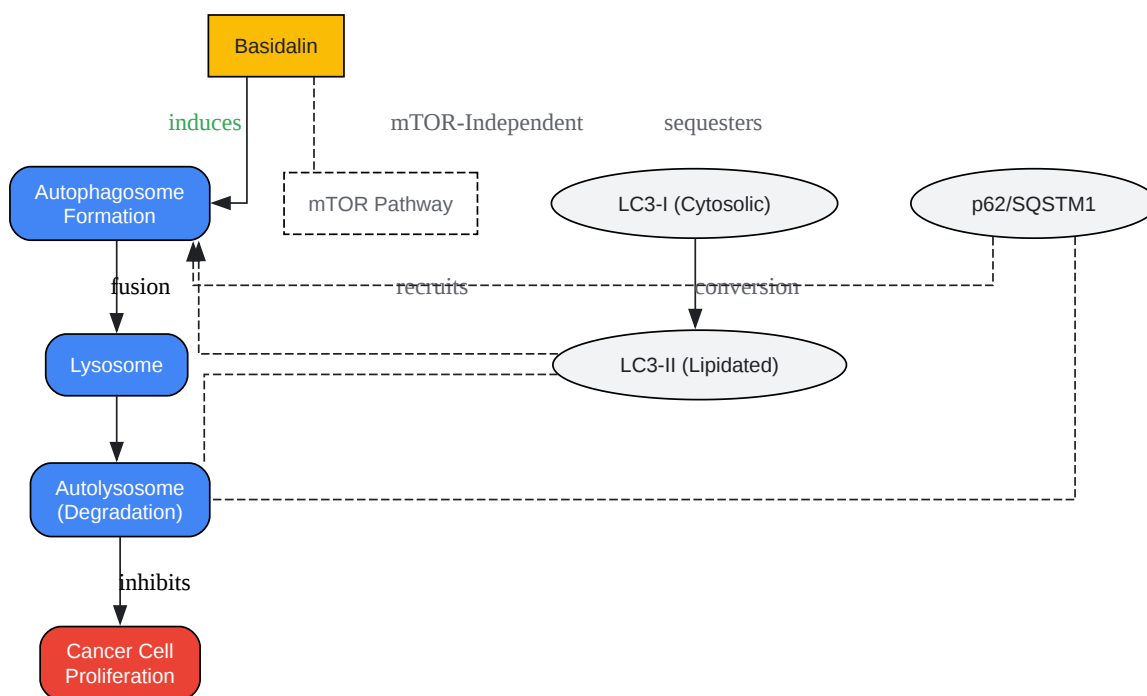 Basidalin
induces
mTOR-Independent
sequesters
Autophagosome
Formation
mTOR Pathway
LC3-I (Cytosolic)
p62/SQSTM1
fusion
recruits
conversion
Lysosome
LC3-II (Lipidated)
Autolysosome
(Degradation)
inhibits
Cancer Cell
Proliferation